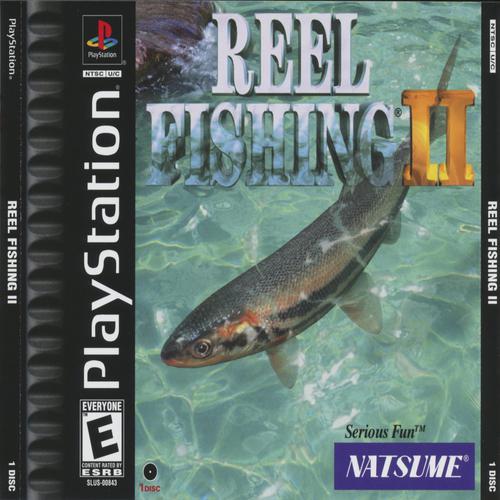 PlayStation®
REEL FISHING II
1 DISC
PlayStation
NTSC U/C
PlayStation®
EVERYONE
E
CONTENT RATED BY
ESRB
SLUS-00843
REEL
FISHING® II
1 DISC
Serious Fun™
NATSUME®
NTSC U/C
REEL FISHING II
1 DISC